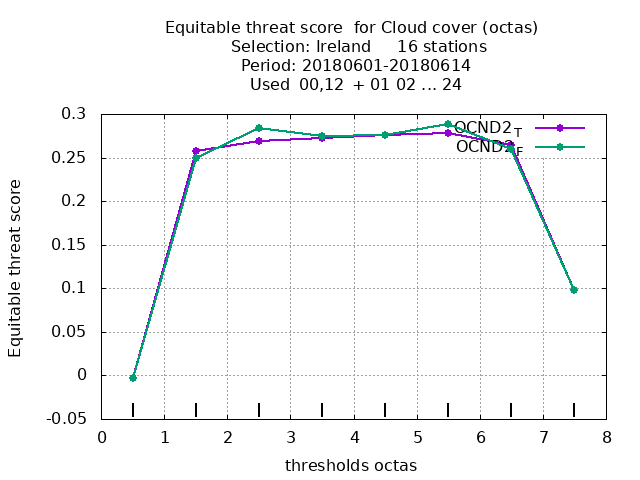 Equitable threat score  for Cloud cover (octas)
Selection: Ireland     16 stations
Period: 20180601-20180614
Used  00,12  + 01 02 ... 24
OCND2_T
OCND2_F
0.3
0.25
0.2
0.15
0.1
0.05
0
-0.05
Equitable threat score
0 1 2 3 4 5 6 7 8
thresholds octas